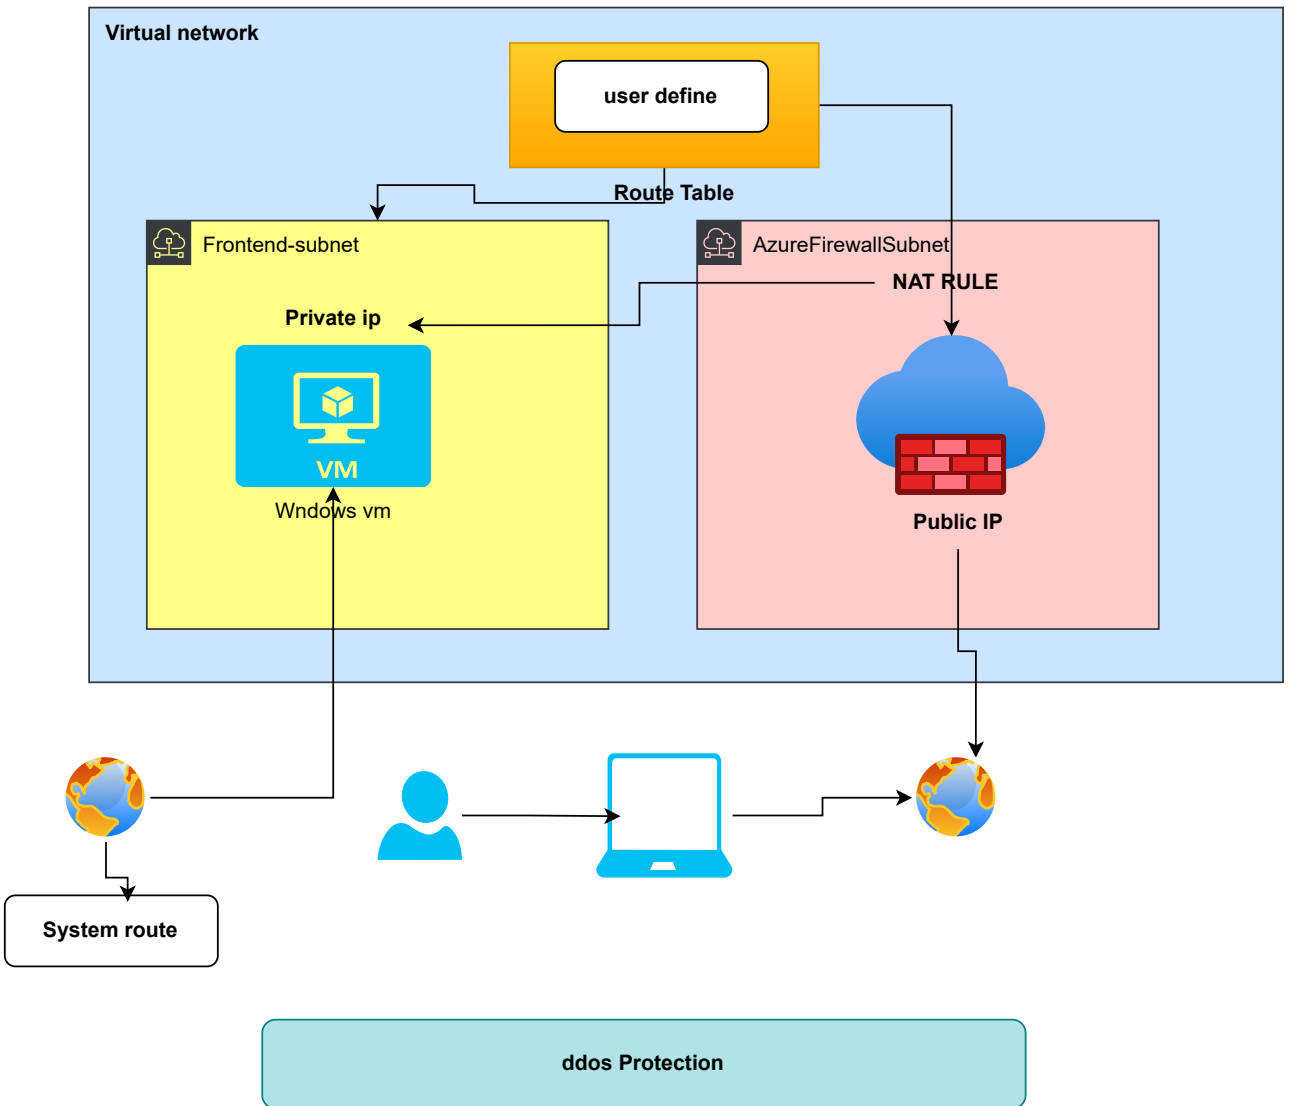 Virtual network
user define
Route Table
Frontend-subnet
AzureFirewallSubnet
NAT RULE
Private ip
VM
Wndows vm
Public IP
System route
ddos Protection